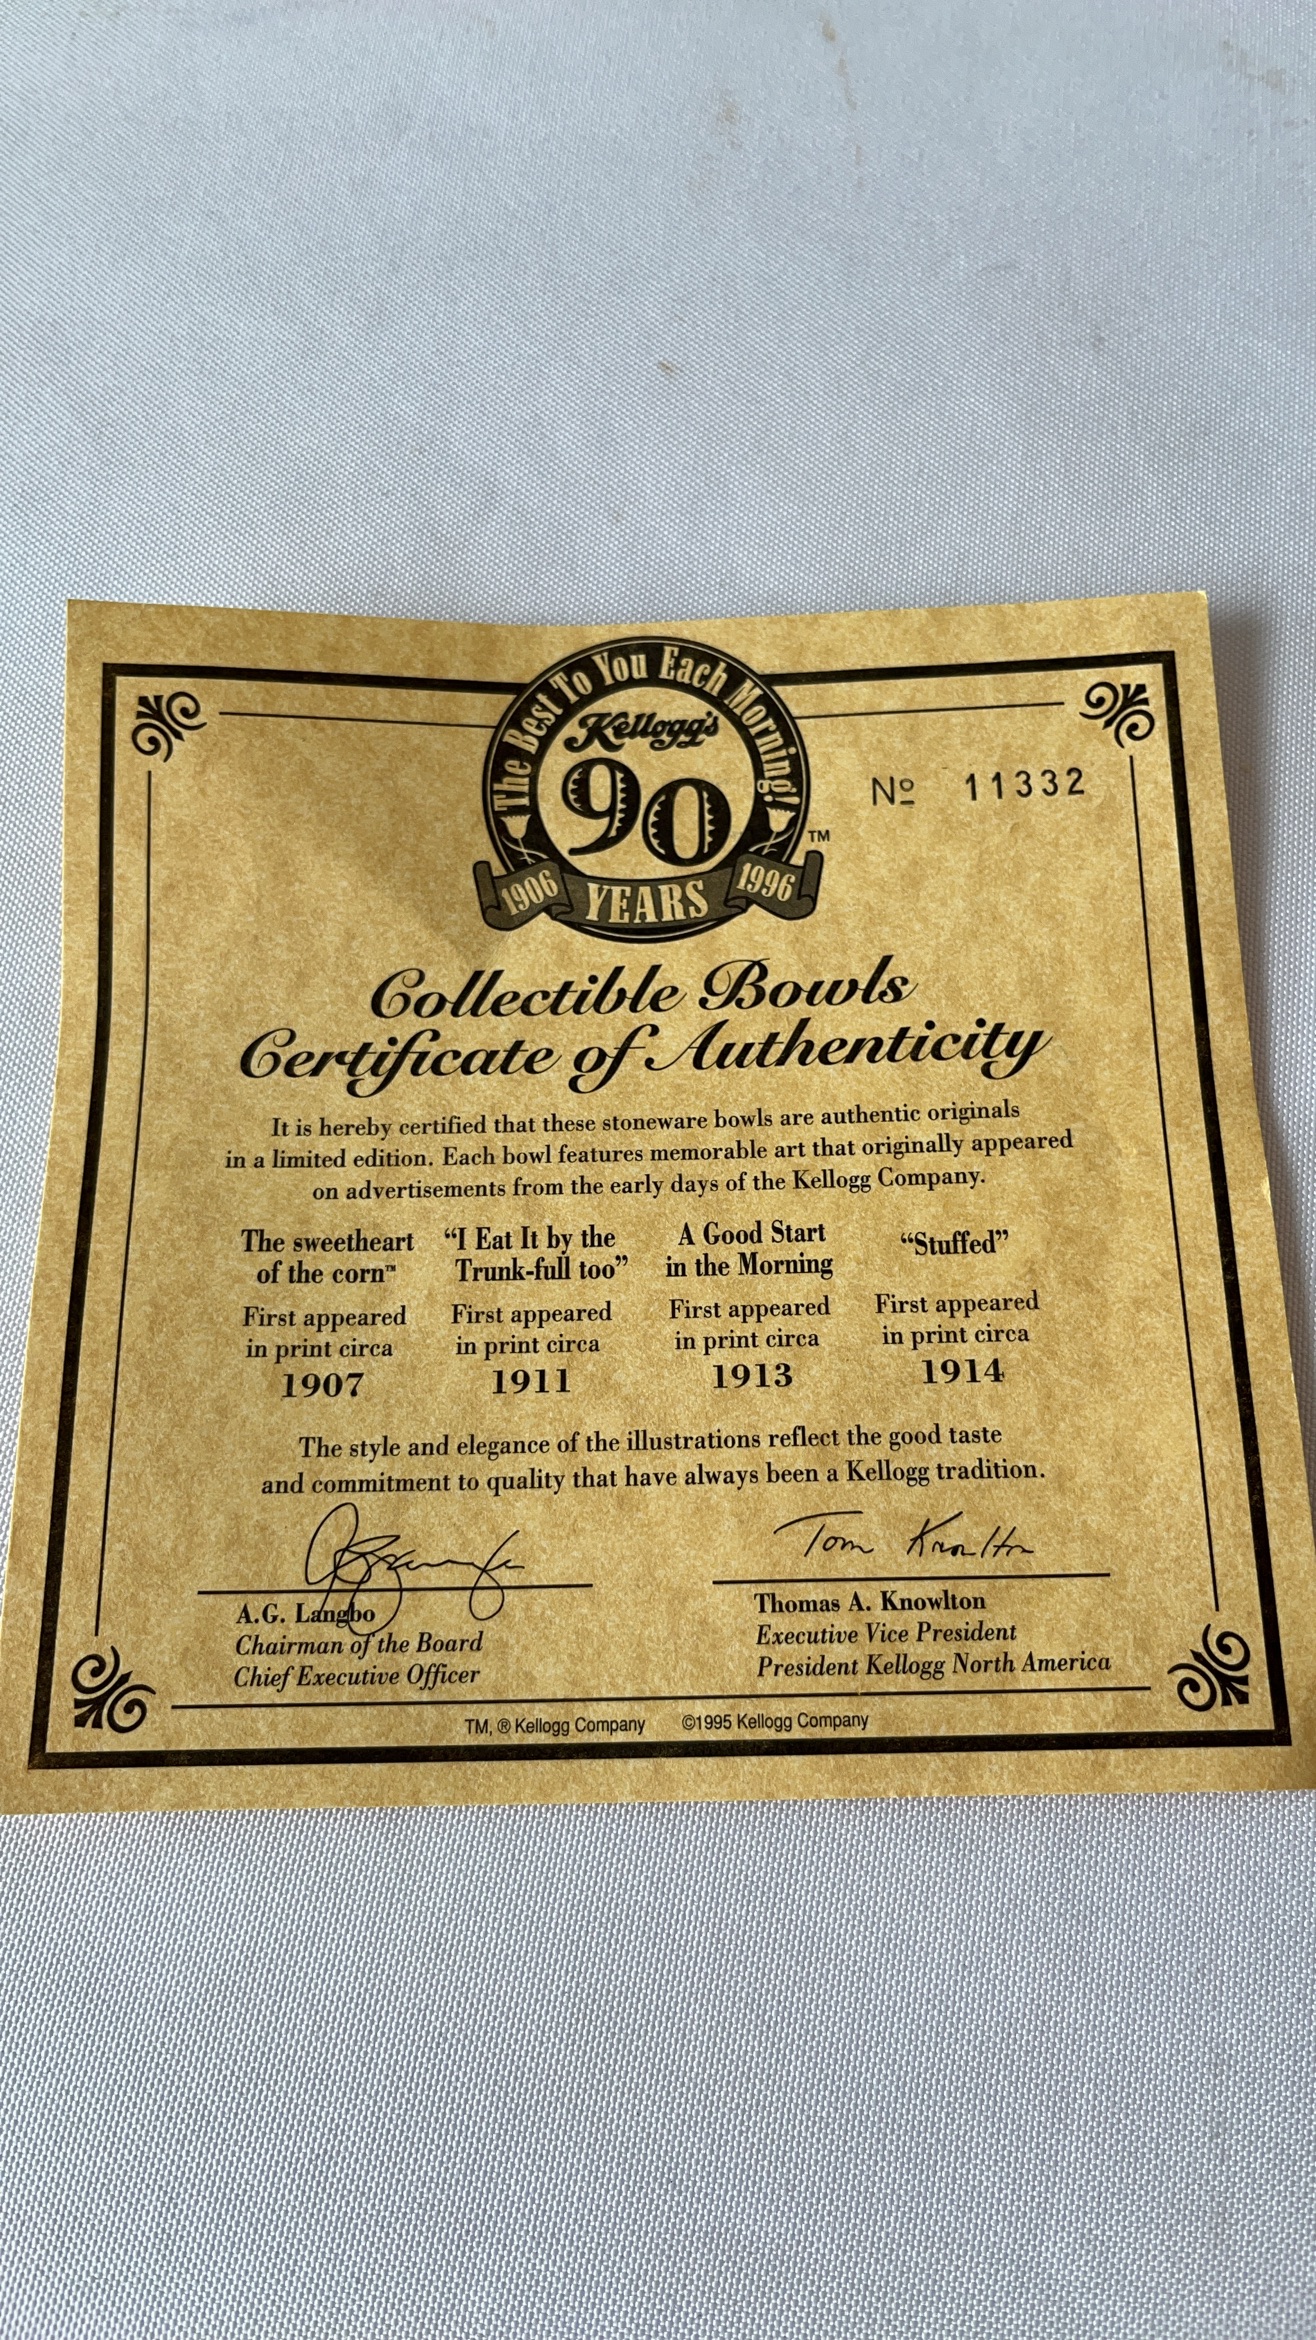 The Best To You Each Morning!
Kellogg's
90
1906 YEARS 1996
TM
Nº 11332
Collectible Bowls
Certificate of Authenticity
It is hereby certified that these stoneware bowls are authentic originals
in a limited edition. Each bowl features memorable art that originally appeared
on advertisements from the early days of the Kellogg Company.
The sweetheart
of the corn™
First appeared
in print circa
1907
“I Eat It by the
Trunk-full too”
First appeared
in print circa
1911
A Good Start
in the Morning
First appeared
in print circa
1913
“Stuffed”
First appeared
in print circa
1914
The style and elegance of the illustrations reflect the good taste
and commitment to quality that have always been a Kellogg tradition.
A.G. Langbo
Chairman of the Board
Chief Executive Officer
Tom Knowlton
Thomas A. Knowlton
Executive Vice President
President Kellogg North America
TM, ® Kellogg Company ©1995 Kellogg Company